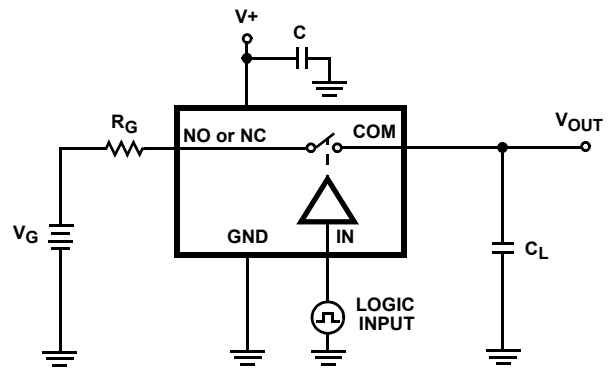 V+
C
RG
NO or NC
COM
VOUT
VG
GND
IN
CL
LOGIC
INPUT